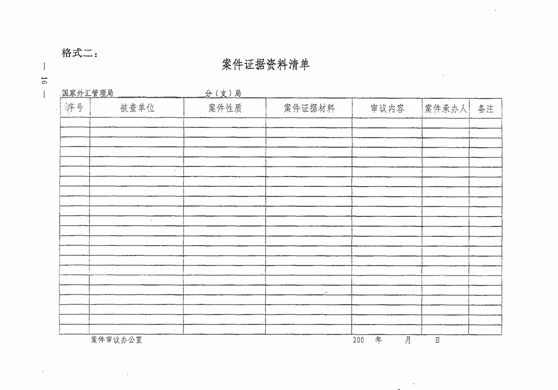 格式二：
案件证据资料清单
— 16 —
国家外汇管理局 分（支）局
序号 被查单位 案件性质 案件证据材料 审议内容 案件承办人 备注
案件审议办公室 200 年 月 日